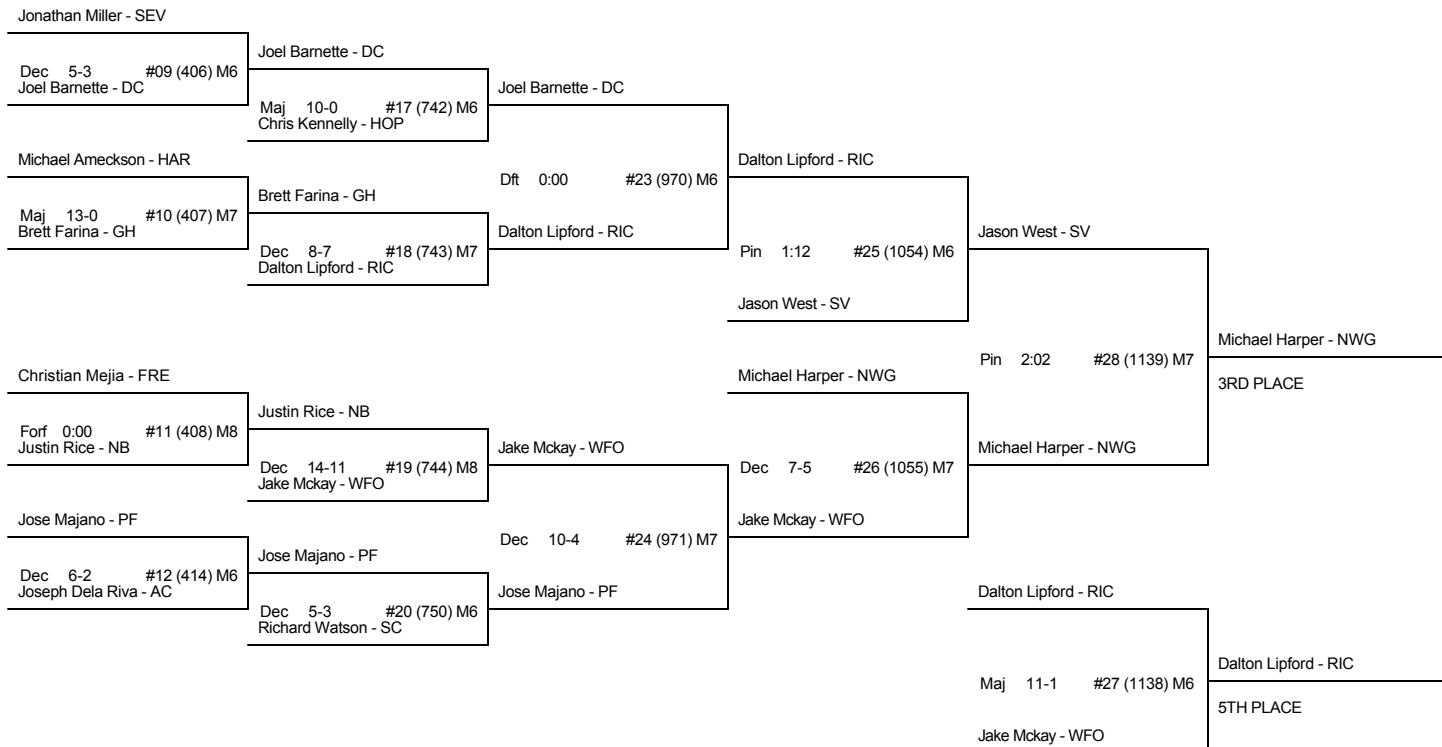 Jonathan Miller - SEV
Dec 5-3 #09 (406) M6
Joel Barnette - DC
Michael Ameckson - HAR
Maj 13-0 #10 (407) M7
Brett Farina - GH
Christian Mejia - FRE
Forf 0:00 #11 (408) M8
Justin Rice - NB
Jose Majano - PF
Dec 6-2 #12 (414) M6
Joseph Dela Riva - AC
Joel Barnette - DC
Maj 10-0 #17 (742) M6
Chris Kennelly - HOP
Brett Farina - GH
Dec 8-7 #18 (743) M7
Dalton Lipford - RIC
Justin Rice - NB
Dec 14-11 #19 (744) M8
Jake Mckay - WFO
Jose Majano - PF
Dec 5-3 #20 (750) M6
Richard Watson - SC
Joel Barnette - DC
Dft 0:00 #23 (970) M6
Dalton Lipford - RIC
Jake Mckay - WFO
Dec 10-4 #24 (971) M7
Jose Majano - PF
Dalton Lipford - RIC
Pin 1:12 #25 (1054) M6
Jason West - SV
Michael Harper - NWG
Dec 7-5 #26 (1055) M7
Jake Mckay - WFO
Jason West - SV
Pin 2:02 #28 (1139) M7
Michael Harper - NWG
Michael Harper - NWG
3RD PLACE
Dalton Lipford - RIC
Maj 11-1 #27 (1138) M6
Jake Mckay - WFO
Dalton Lipford - RIC
5TH PLACE